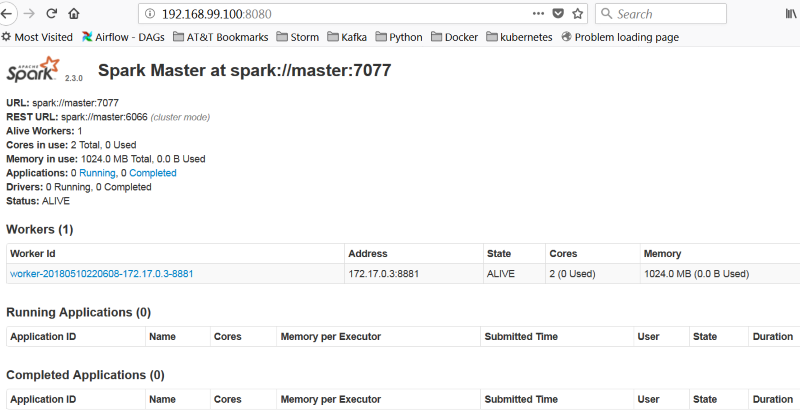 192.168.99.100:8080
Search
Most Visited Airflow - DAGs AT&T Bookmarks Storm Kafka Python Docker kubernetes Problem loading page
APACHE Spark 2.3.0 Spark Master at spark://master:7077
URL: spark://master:7077
REST URL: spark://master:6066 (cluster mode)
Alive Workers: 1
Cores in use: 2 Total, 0 Used
Memory in use: 1024.0 MB Total, 0.0 B Used
Applications: 0 Running, 0 Completed
Drivers: 0 Running, 0 Completed
Status: ALIVE
Workers (1)
Worker Id Address State Cores Memory
worker-20180510220608-172.17.0.3-8881 172.17.0.3:8881 ALIVE 2 (0 Used) 1024.0 MB (0.0 B Used)
Running Applications (0)
Application ID Name Cores Memory per Executor Submitted Time User State Duration
Completed Applications (0)
Application ID Name Cores Memory per Executor Submitted Time User State Duration